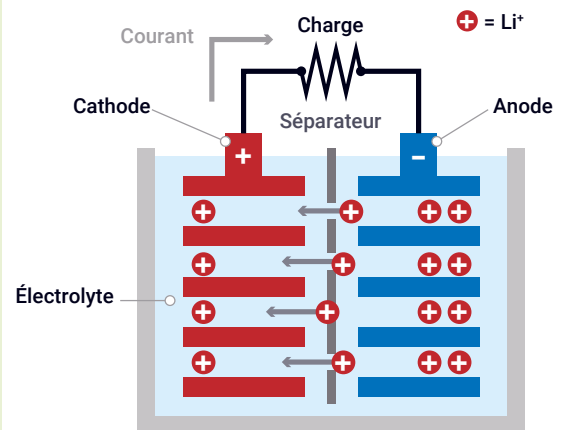 Charge
+ = Li⁺
Courant
Cathode
Séparateur
Anode
+
–
+ + + +
+ + + +
+ + + +
+ + + +
Électrolyte